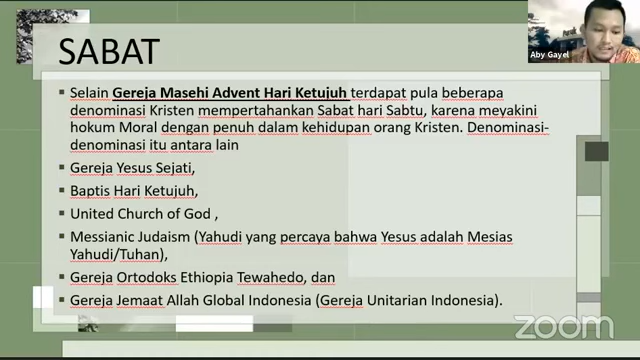 SABAT
Aby Gayel
Selain Gereja Masehi Advent Hari Ketujuh terdapat pula beberapa
denominasi Kristen mempertahankan Sabat hari Sabtu, karena meyakini
hokum Moral dengan penuh dalam kehidupan orang Kristen. Denominasi-
denominasi itu antara lain
Gereja Yesus Sejati,
Baptis Hari Ketujuh,
United Church of God ,
Messianic Judaism (Yahudi yang percaya bahwa Yesus adalah Mesias
Yahudi/Tuhan),
Gereja Ortodoks Ethiopia Tewahedo, dan
Gereja Jemaat Allah Global Indonesia (Gereja Unitarian Indonesia).
zoom